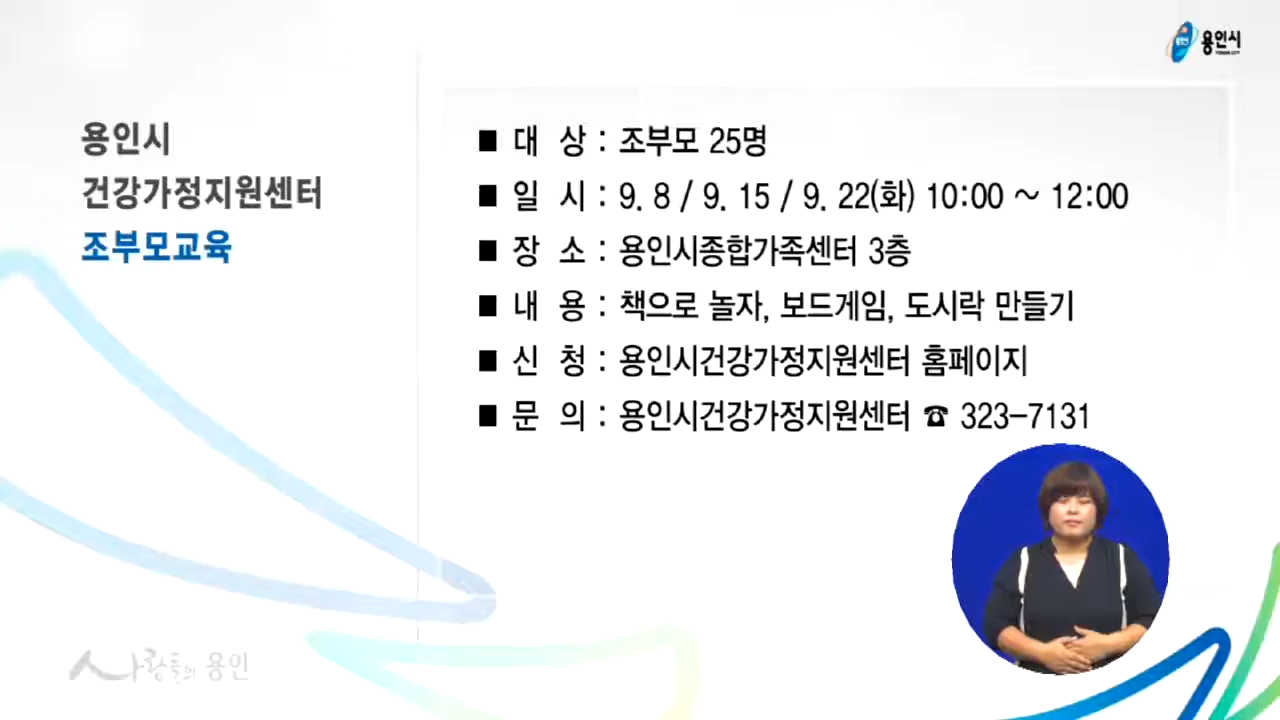 용인시
용인시
건강가정지원센터
조부모교육
■ 대 상 : 조부모 25명
■ 일 시 : 9. 8 / 9. 15 / 9. 22(화) 10:00 ~ 12:00
■ 장 소 : 용인시종합가족센터 3층
■ 내 용 : 책으로 놀자, 보드게임, 도시락 만들기
■ 신 청 : 용인시건강가정지원센터 홈페이지
■ 문 의 : 용인시건강가정지원센터 ☎ 323-7131
사람들의 용인